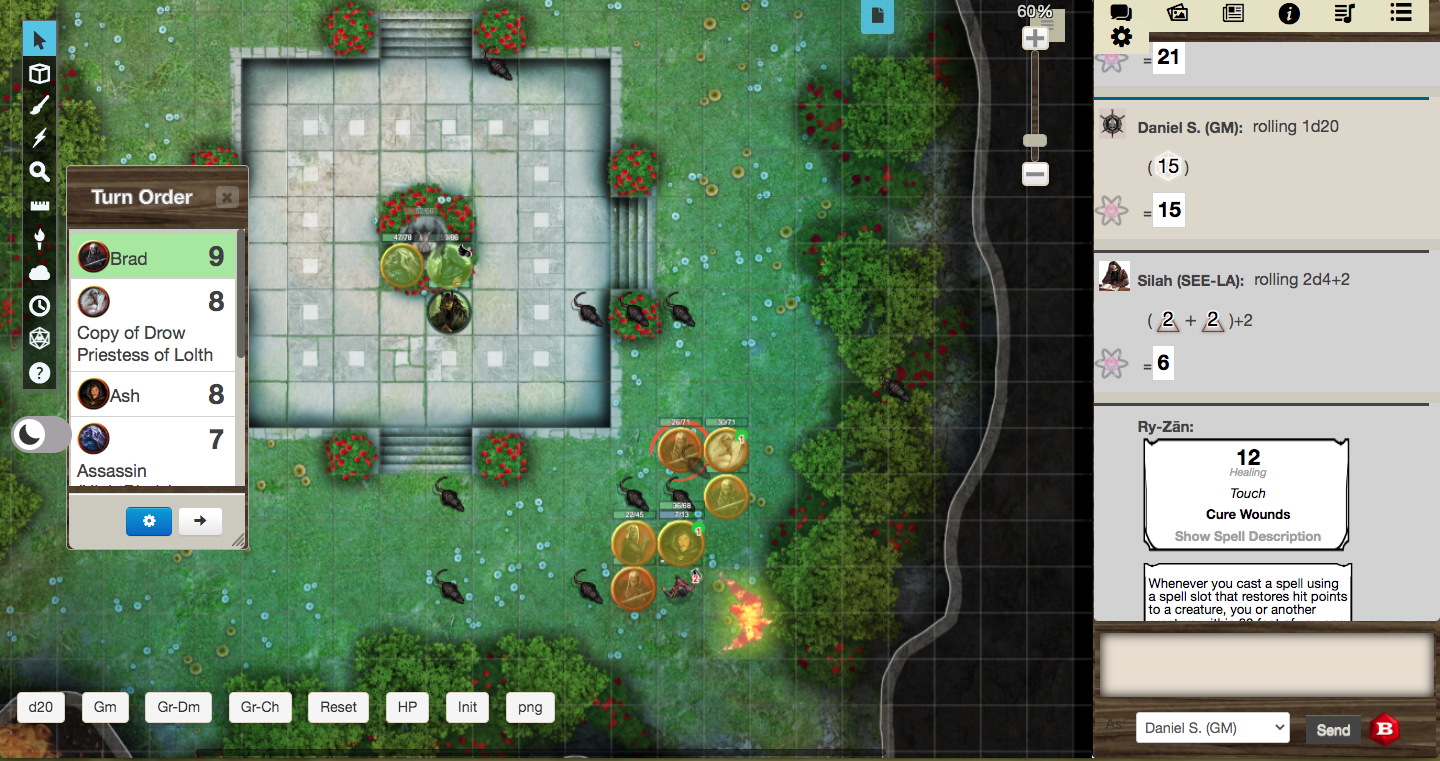 60%
21
=
Daniel S. (GM): rolling 1d20
(15)
= 15
Silah (SEE-LA): rolling 2d4+2
(2 + 2)+2
= 6
Ry-Zān:
12
Healing
Touch
Cure Wounds
Show Spell Description
Whenever you cast a spell using
a spell slot that restores hit points
to a creature, you or another
As:
Daniel S. (GM)
Send
B
Turn Order
×
Brad 9
8
Copy of Drow
Priestess of Lolth
Ash 8
7
Assassin
47/78
/86
26/71
30/71
1
36/68
22/45
7/13
1
2
d20
Gm
Gr-Dm
Gr-Ch
Reset
HP
Init
png
?
i